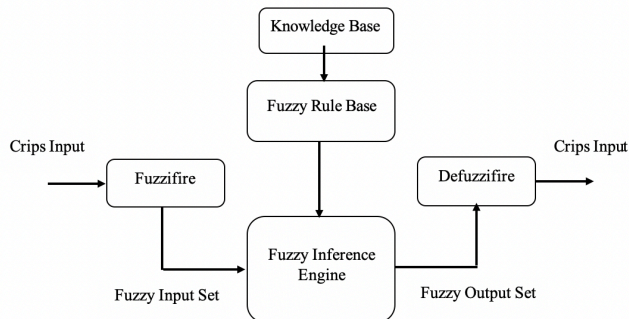 Knowledge Base
Fuzzy Rule Base
Crips Input
Fuzzifire
Defuzzifire
Crips Input
Fuzzy Inference
Engine
Fuzzy Input Set
Fuzzy Output Set